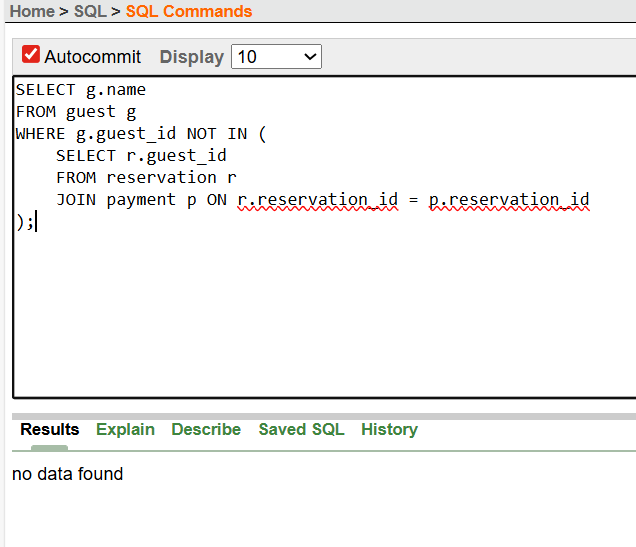 Home > SQL > SQL Commands
Autocommit Display 10
SELECT g.name
FROM guest g
WHERE g.guest_id NOT IN (
    SELECT r.guest_id
    FROM reservation r
    JOIN payment p ON r.reservation_id = p.reservation_id
);
Results Explain Describe Saved SQL History
no data found